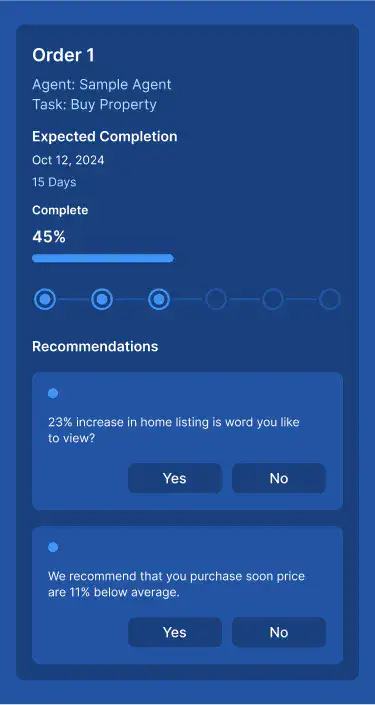 Order 1
Agent: Sample Agent
Task: Buy Property
Expected Completion
Oct 12, 2024
15 Days
Complete
45%
Recommendations
23% increase in home listing is word you like
to view?
Yes No
We recommend that you purchase soon price
are 11% below average.
Yes No